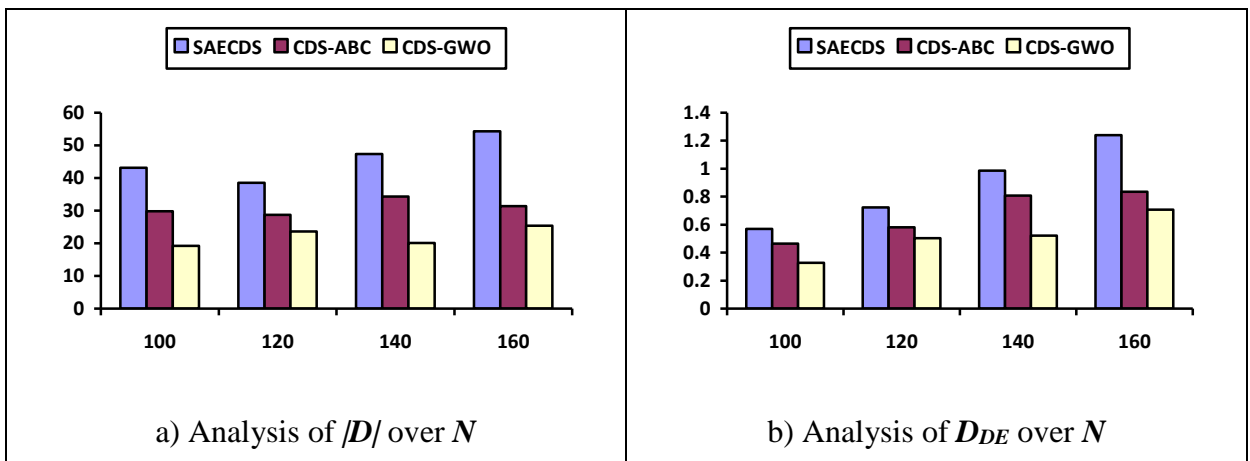 SAECDS CDS-ABC CDS-GWO
60
50
40
30
20
10
0
100 120 140 160
a) Analysis of |D| over N
SAECDS CDS-ABC CDS-GWO
1.4
1.2
1
0.8
0.6
0.4
0.2
0
100 120 140 160
b) Analysis of D_DE over N